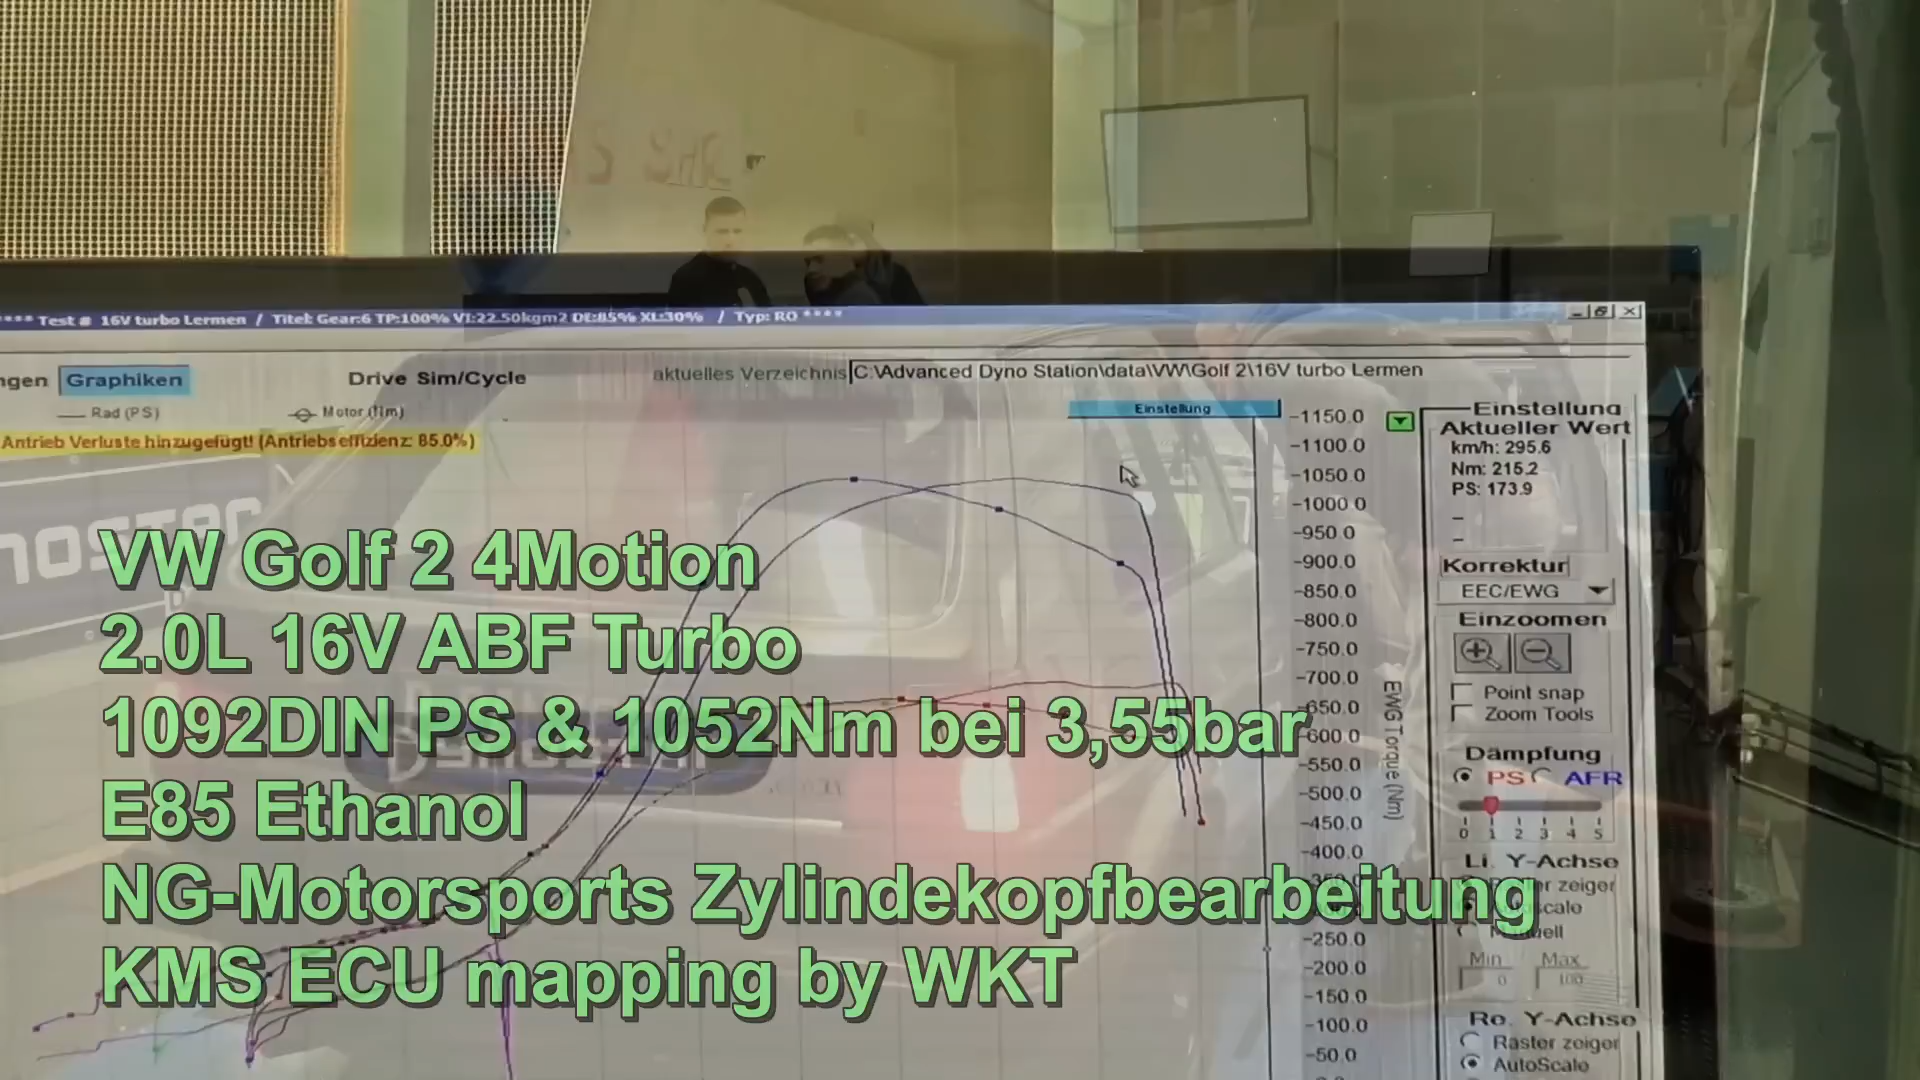 **** Test # 16V turbo Lermen / Titel: Gear:6 TP:100% VI:22.50kgm2 DE:85% XL:30% / Typ: RO ****
ngen Graphiken Drive Sim/Cycle aktuelles Verzeichnis C:\Advanced Dyno Station\data\VW\Golf 2\16V turbo Lermen
Rad (PS) Motor (Nm)
Antrieb Verluste hinzugefügt! (Antriebseffizienz: 85.0%)
Einstellung
VW Golf 2 4Motion
2.0L 16V ABF Turbo
1092DIN PS & 1052Nm bei 3,55bar
E85 Ethanol
NG-Motorsports Zylindekopfbearbeitung
KMS ECU mapping by WKT
1150.0
1100.0
1050.0
1000.0
950.0
900.0
850.0
800.0
750.0
700.0
650.0
600.0
550.0
500.0
450.0
400.0
250.0
200.0
150.0
100.0
50.0
EWG Torque (Nm)
Einstellung
Aktueller Wert
km/h: 295.6
Nm: 215.2
PS: 173.9
Korrektur
EEC/EWG
Einzoomen
Point snap
Zoom Tools
Dämpfung
PS AFR
0 1 2 3 4 5
Li. Y-Achse
Min Max
0 100
Re. Y-Achse
Raster zeiger
AutoScale